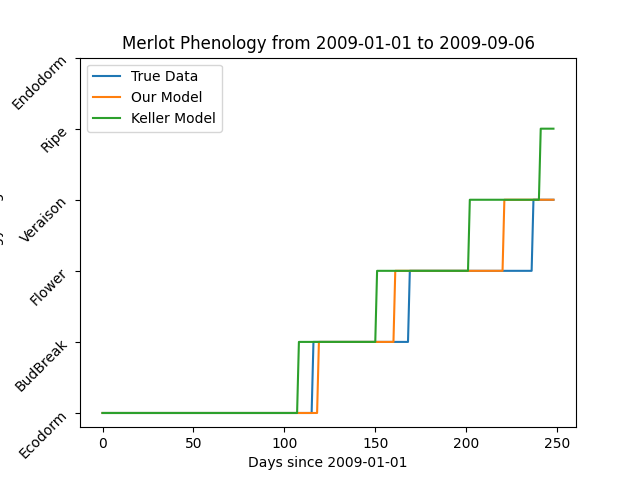 Merlot Phenology from 2009-01-01 to 2009-09-06
True Data
Our Model
Keller Model
Endodorm
Ripe
Veraison
Flower
BudBreak
Ecodorm
0 50 100 150 200 250
Days since 2009-01-01